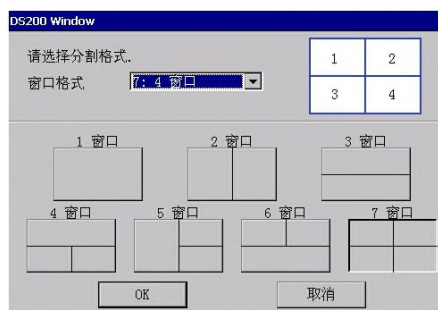 DS200 Window
请选择分割格式.
窗口格式 7: 4 窗口
1 2
3 4
1 窗口 2 窗口 3 窗口
4 窗口 5 窗口 6 窗口 7 窗口
OK 取消